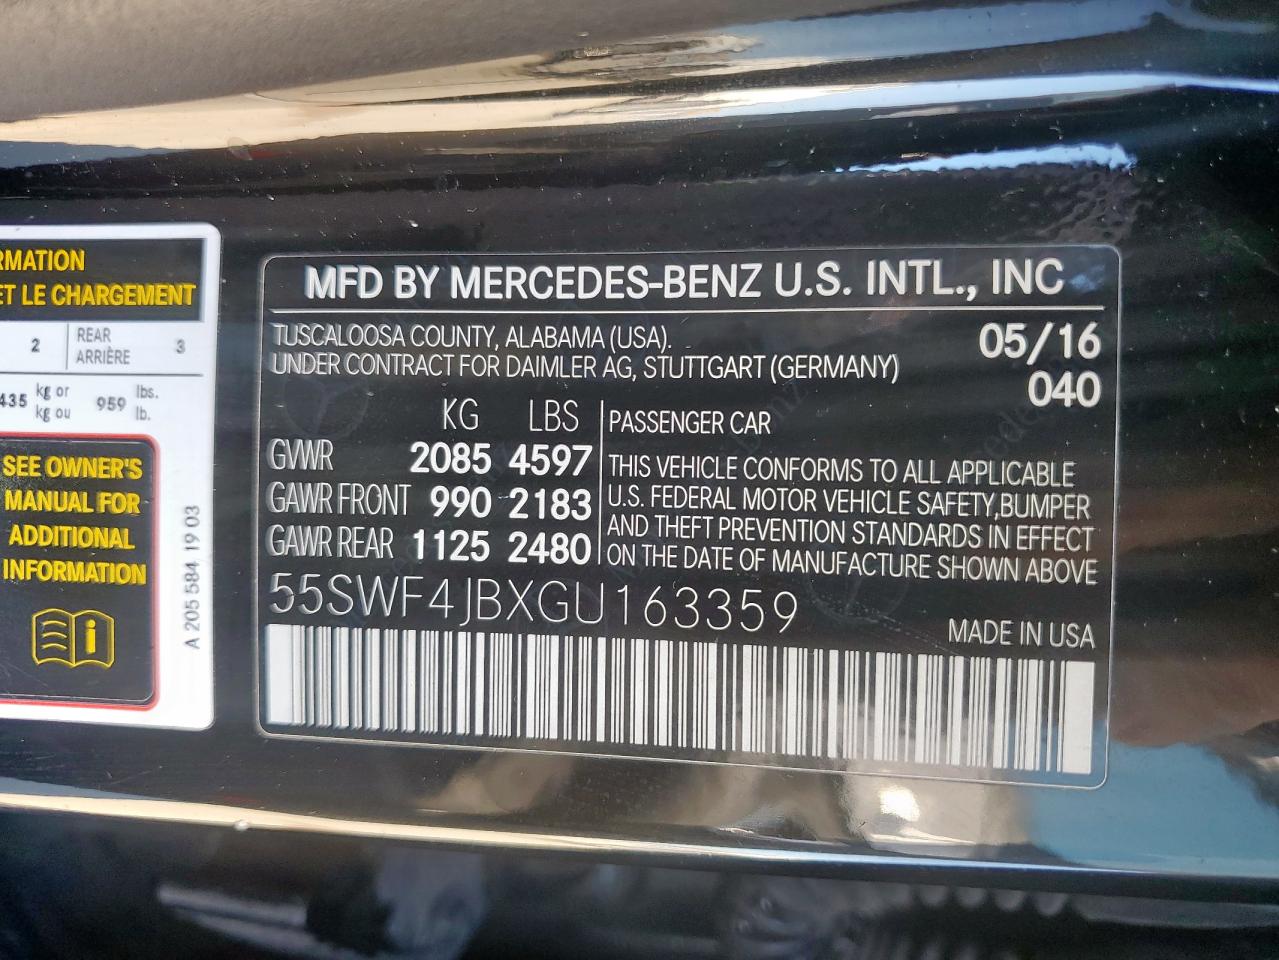 RMATION
ET LE CHARGEMENT
2 REAR ARRIÈRE 3
435 kg or kg ou 959 lbs. lb.
SEE OWNER'S
MANUAL FOR
ADDITIONAL
INFORMATION
i
A 205 584 19 03
MFD BY MERCEDES-BENZ U.S. INTL., INC
TUSCALOOSA COUNTY, ALABAMA (USA). 05/16
UNDER CONTRACT FOR DAIMLER AG, STUTTGART (GERMANY)
040
KG LBS
GVWR 2085 4597
GAWR FRONT 990 2183
GAWR REAR 1125 2480
PASSENGER CAR
THIS VEHICLE CONFORMS TO ALL APPLICABLE
U.S. FEDERAL MOTOR VEHICLE SAFETY,BUMPER
AND THEFT PREVENTION STANDARDS IN EFFECT
ON THE DATE OF MANUFACTURE SHOWN ABOVE
55SWF4JBXGU163359
MADE IN USA